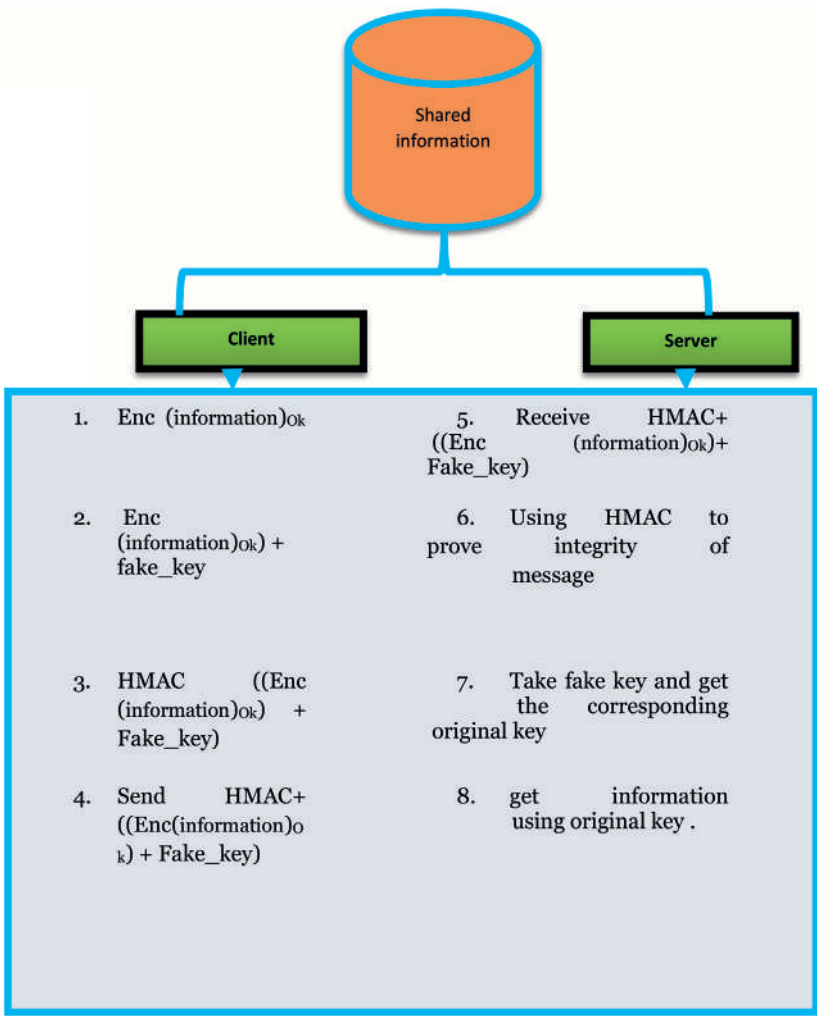 Shared
information
Client
Server
1. Enc (information)Ok
2. Enc
(information)Ok) +
fake_key
3. HMAC ((Enc
(information)Ok) +
Fake_key)
4. Send HMAC+
((Enc(information)O
k) + Fake_key)
5. Receive HMAC+
((Enc (nformation)Ok)+
Fake_key)
6. Using HMAC to
prove integrity of
message
7. Take fake key and get
the corresponding
original key
8. get information
using original key .